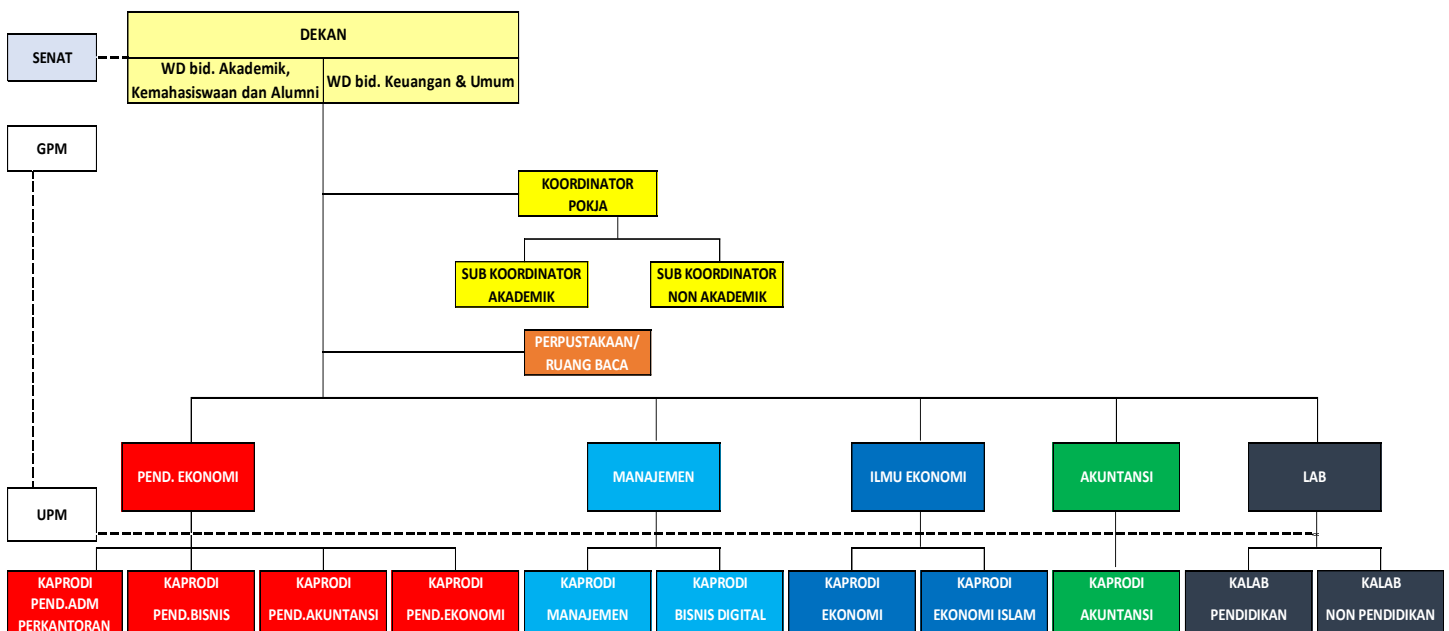 DEKAN
SENAT
WD bid. Akademik,
Kemahasiswaan dan Alumni
WD bid. Keuangan & Umum
GPM
KOORDINATOR
POKJA
SUB KOORDINATOR
AKADEMIK
SUB KOORDINATOR
NON AKADEMIK
PERPUSTAKAAN/
RUANG BACA
PEND. EKONOMI
MANAJEMEN
ILMU EKONOMI
AKUNTANSI
LAB
UPM
KAPRODI
PEND.ADM
PERKANTORAN
KAPRODI
PEND.BISNIS
KAPRODI
PEND.AKUNTANSI
KAPRODI
PEND.EKONOMI
KAPRODI
MANAJEMEN
KAPRODI
BISNIS DIGITAL
KAPRODI
EKONOMI
KAPRODI
EKONOMI ISLAM
KAPRODI
AKUNTANSI
KALAB
PENDIDIKAN
KALAB
NON PENDIDIKAN